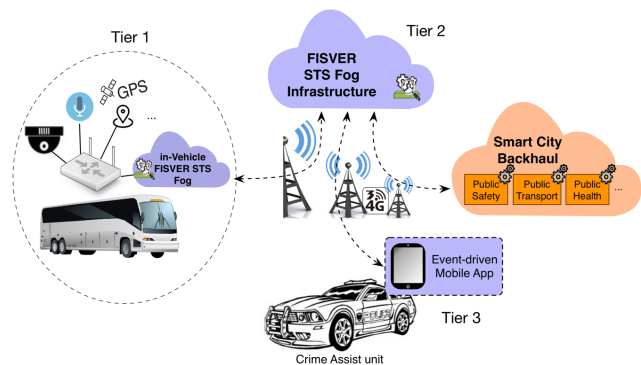 Tier 1
GPS
...
in-Vehicle
FISVER STS
Fog
Tier 2
FISVER
STS Fog
Infrastructure
3
4G
Smart City
Backhaul
Public
Safety
Public
Transport
Public
Health
...
Event-driven
Mobile App
POLICE
Tier 3
Crime Assist unit